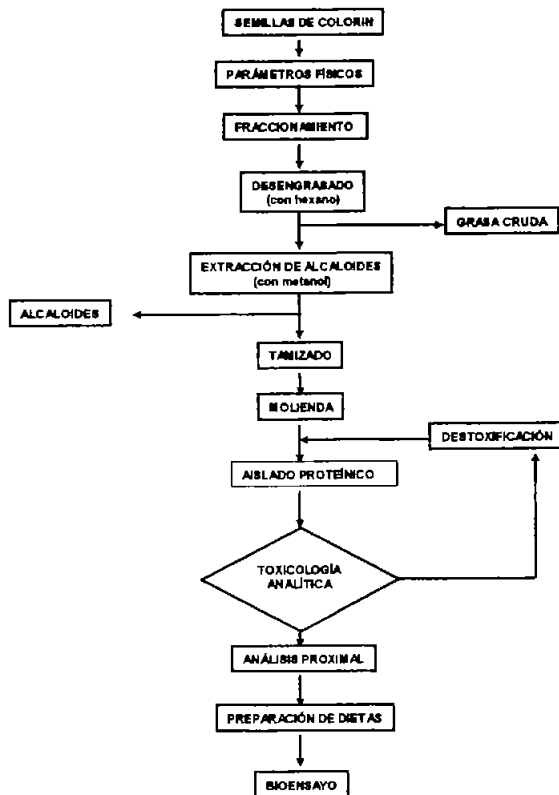 SEMILLAS DE COLORIN
PARÁMETROS FÍSICOS
FRACCIONAMIENTO
DESENGRABADO
(con hexano)
GRASA CRUDA
EXTRACCIÓN DE ALCALOIDES
(con metanol)
ALCALOIDES
TAMIZADO
MOLIENDA
DESTOXIFICACIÓN
AISLADO PROTEÍNICO
TOXICOLOGÍA
ANALÍTICA
ANÁLISIS PROXIMAL
PREPARACIÓN DE DIETAS
BIOENSAYO